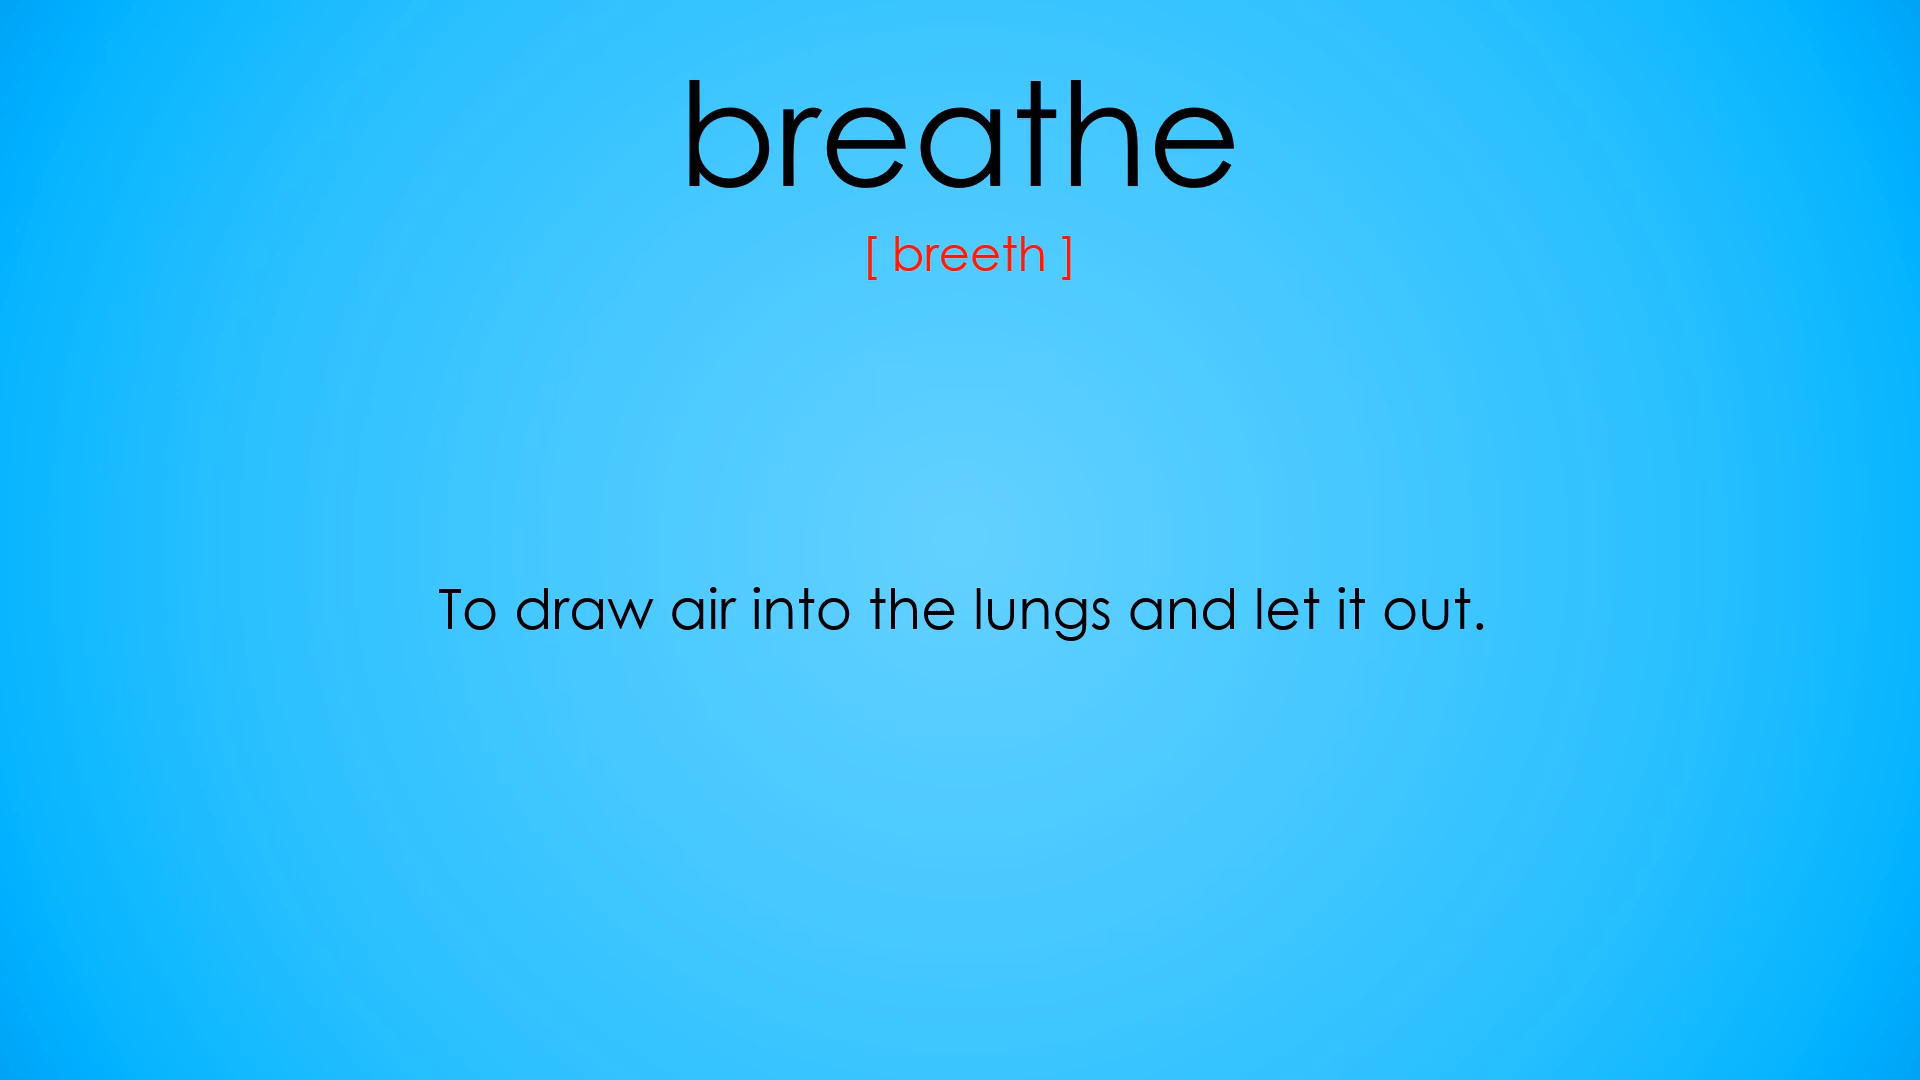 breathe
[ breeth ]
To draw air into the lungs and let it out.